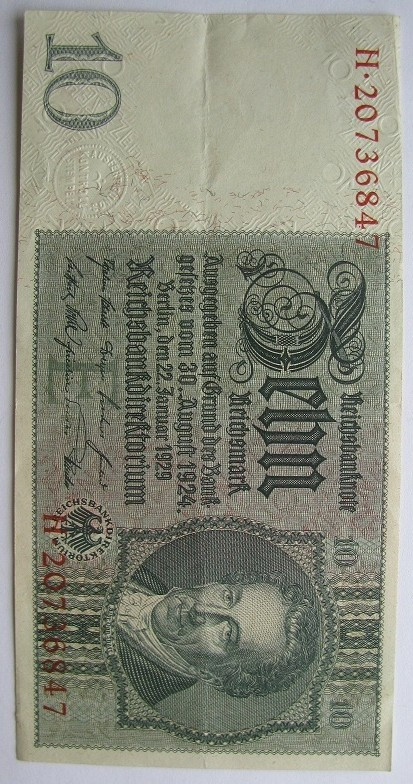 10
H·20736847
Reichsbanknote
Zehn
Reichsmark
Ausgegeben auf Grund des Bank-
gesetzes vom 30. August 1924.
Berlin, den 22. Januar 1929
Reichsbankdirektorium
E
REICHSBANKDIREKTORIUM
H·20736847
10
10